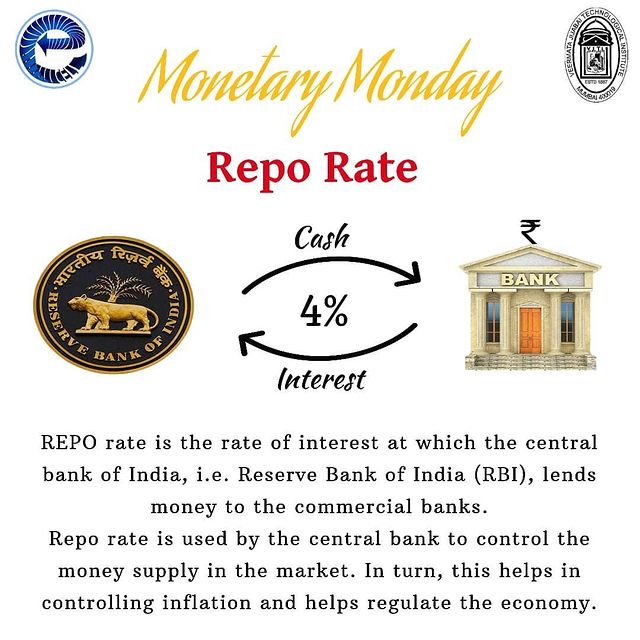 e
CELL
VEERMATA JIJABAI TECHNOLOGICAL INSTITUTE
ESTD 1887
MUMBAI 400019
Monetary Monday
Repo Rate
भारतीय रिज़र्व बैंक
RESERVE BANK OF INDIA
Cash
4%
Interest
₹
BANK
REPO rate is the rate of interest at which the central
bank of India, i.e. Reserve Bank of India (RBI), lends
money to the commercial banks.
Repo rate is used by the central bank to control the
money supply in the market. In turn, this helps in
controlling inflation and helps regulate the economy.